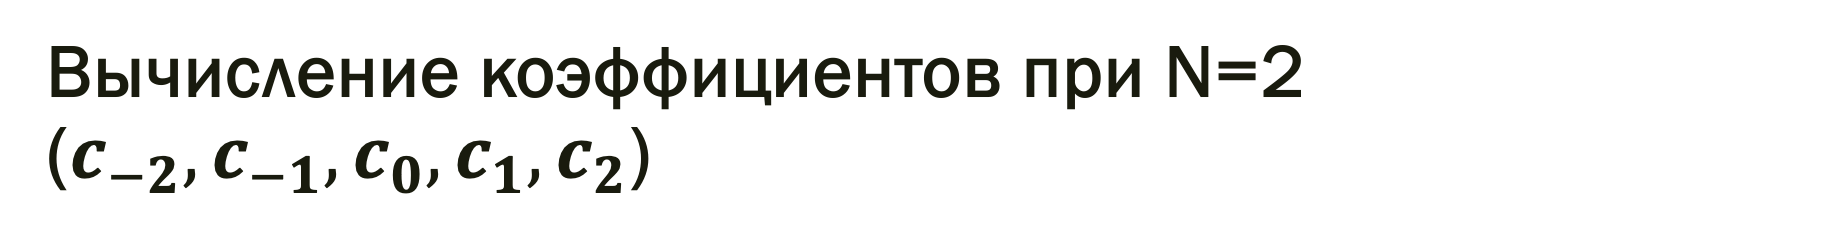 Вычисление коэффициентов при N=2
(c₋₂, c₋₁, c₀, c₁, c₂)